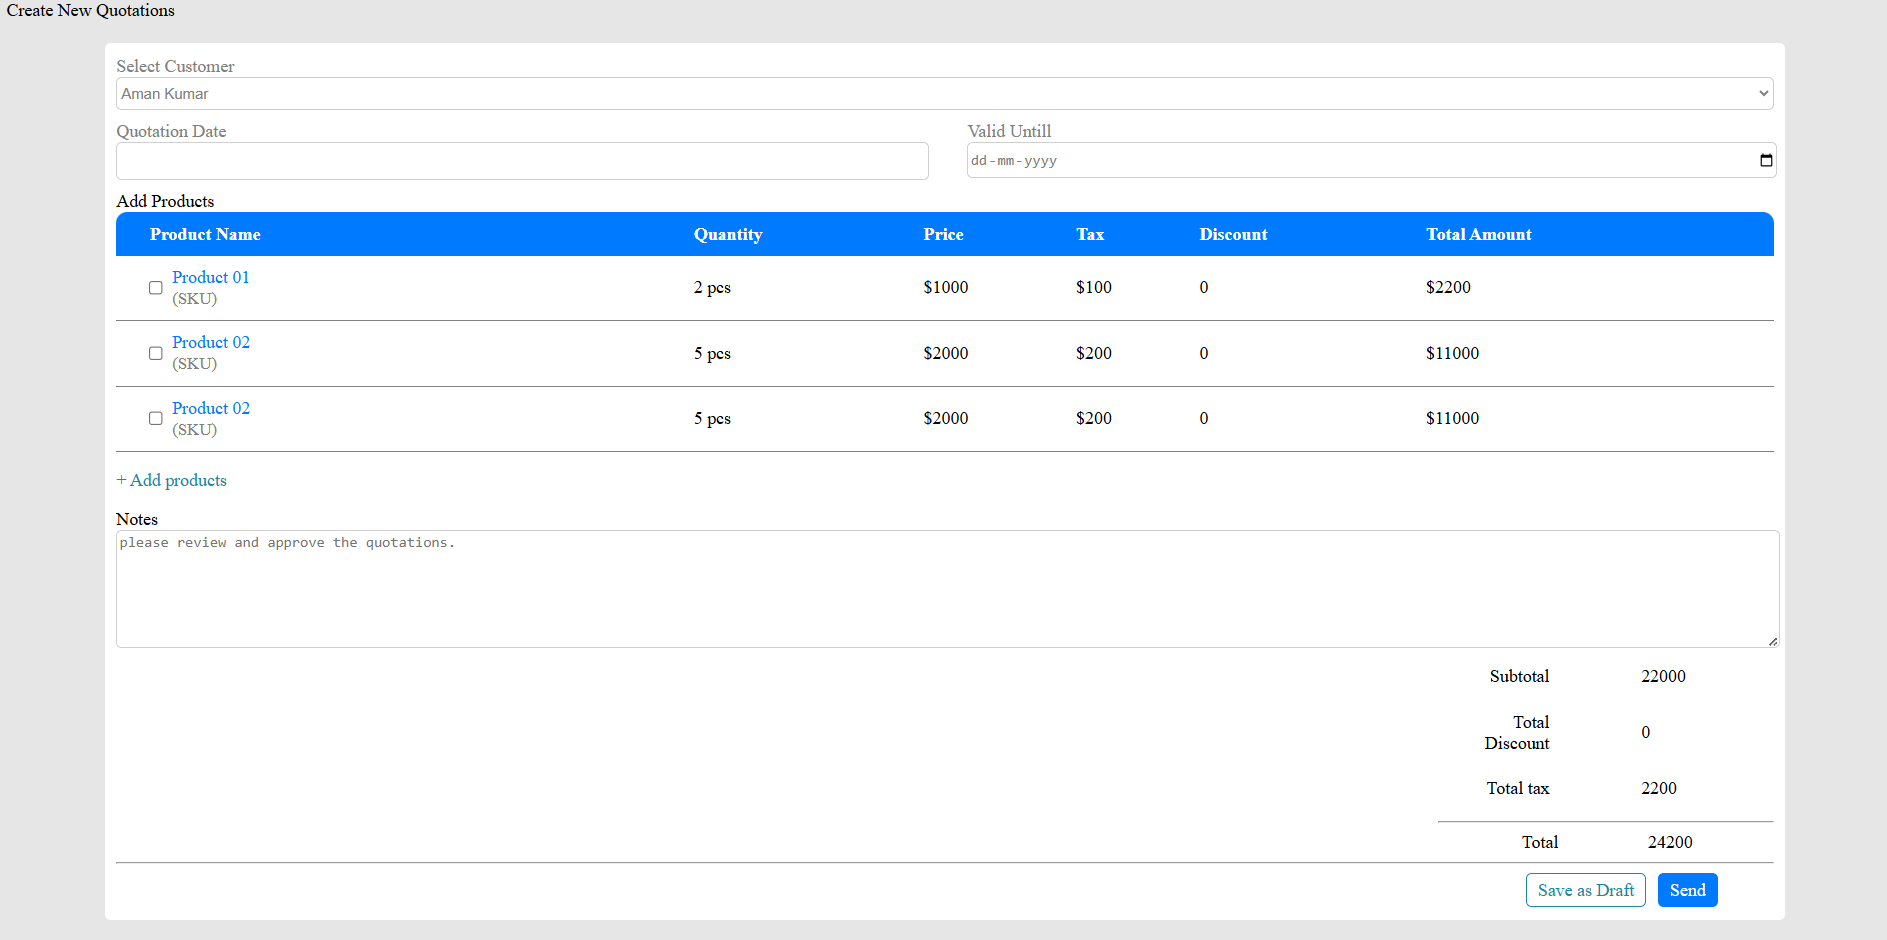 Create New Quotations
Select Customer
Aman Kumar
Quotation Date Valid Untill
dd-mm-yyyy
Add Products
Product Name Quantity Price Tax Discount Total Amount
Product 01
(SKU) 2 pcs $1000 $100 0 $2200
Product 02
(SKU) 5 pcs $2000 $200 0 $11000
Product 02
(SKU) 5 pcs $2000 $200 0 $11000
+ Add products
Notes
please review and approve the quotations.
Subtotal 22000
Total
Discount 0
Total tax 2200
Total 24200
Save as Draft Send